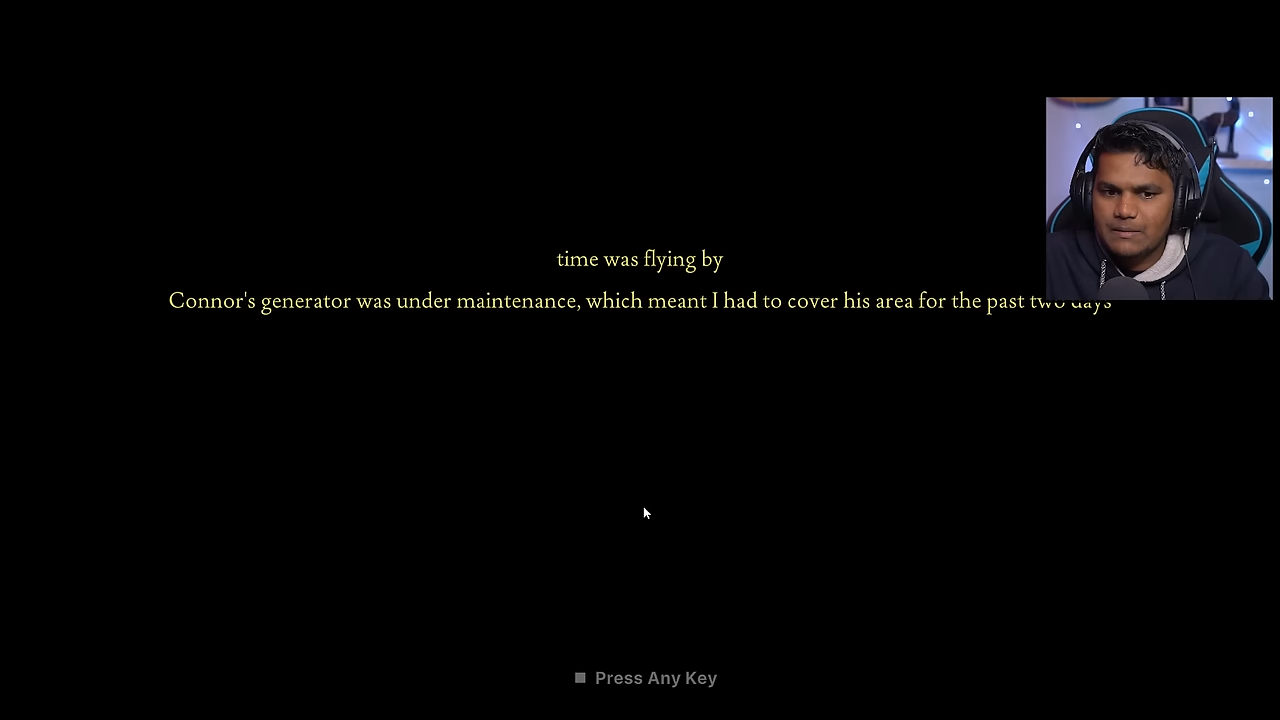 time was flying by
Connor's generator was under maintenance, which meant I had to cover his area for the past two days
Press Any Key